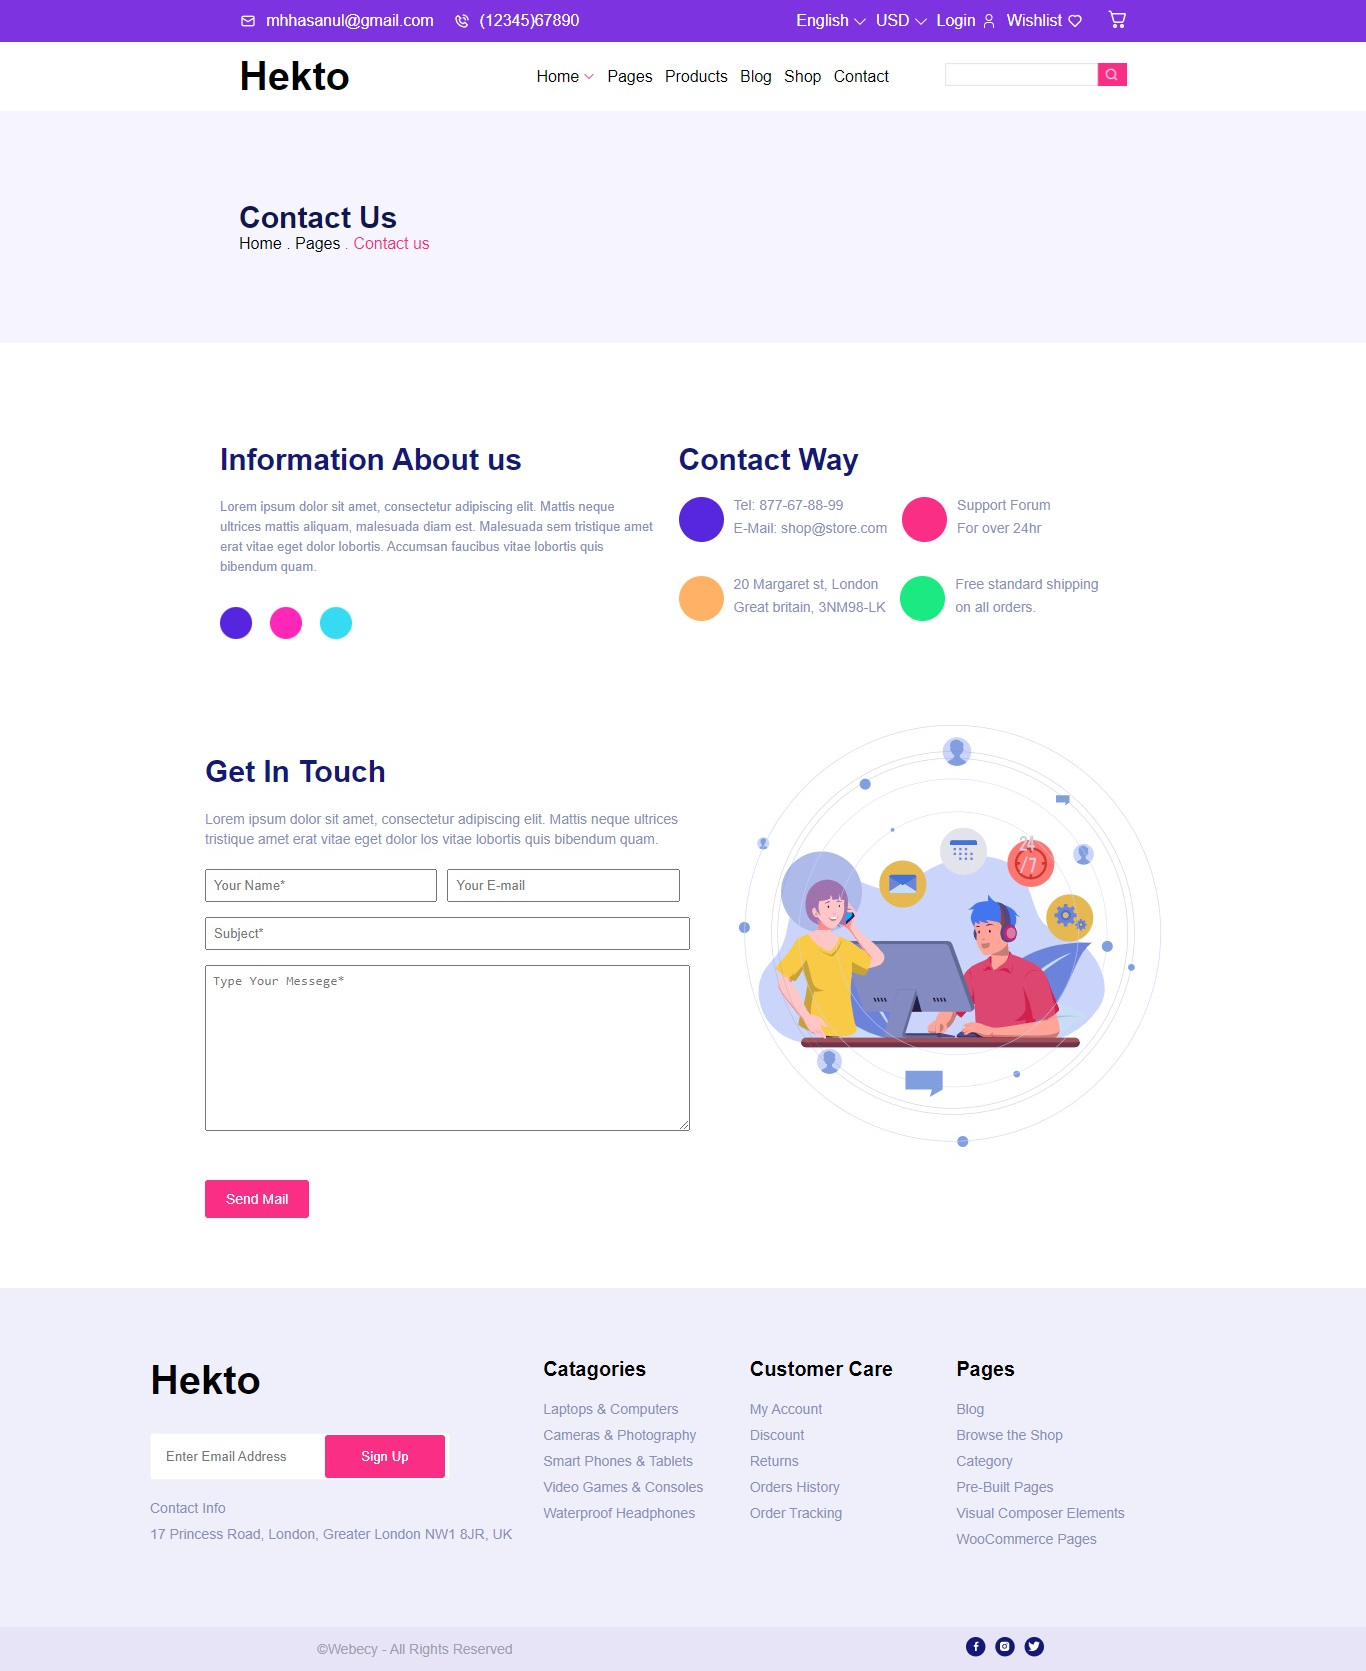 mhhasanul@gmail.com (12345)67890 English USD Login Wishlist
Hekto Home Pages Products Blog Shop Contact
Contact Us
Home . Pages . Contact us
Information About us
Lorem ipsum dolor sit amet, consectetur adipiscing elit. Mattis neque
ultrices mattis aliquam, malesuada diam est. Malesuada sem tristique amet
erat vitae eget dolor lobortis. Accumsan faucibus vitae lobortis quis
bibendum quam.
Contact Way
Tel: 877-67-88-99
E-Mail: shop@store.com
Support Forum
For over 24hr
20 Margaret st, London
Great britain, 3NM98-LK
Free standard shipping
on all orders.
Get In Touch
Lorem ipsum dolor sit amet, consectetur adipiscing elit. Mattis neque ultrices
tristique amet erat vitae eget dolor los vitae lobortis quis bibendum quam.
Your Name* Your E-mail
Subject*
Type Your Messege*
Send Mail
24
/7
Hekto
Enter Email Address Sign Up
Contact Info
17 Princess Road, London, Greater London NW1 8JR, UK
Catagories
Laptops & Computers
Cameras & Photography
Smart Phones & Tablets
Video Games & Consoles
Waterproof Headphones
Customer Care
My Account
Discount
Returns
Orders History
Order Tracking
Pages
Blog
Browse the Shop
Category
Pre-Built Pages
Visual Composer Elements
WooCommerce Pages
©Webecy - All Rights Reserved